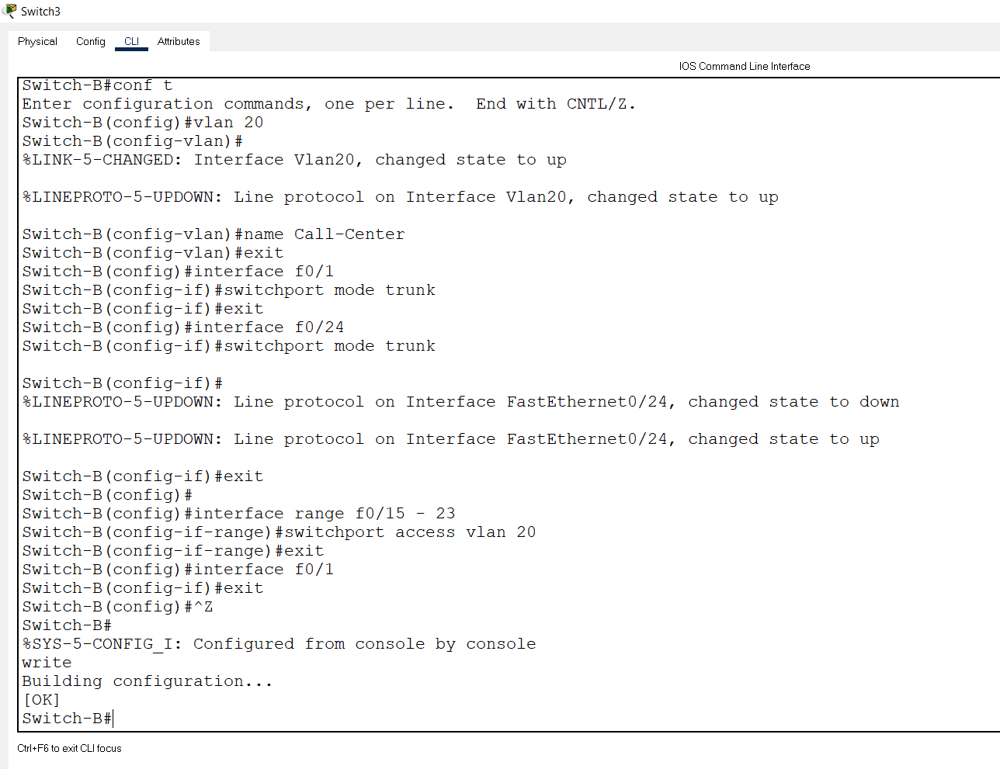 Switch3
Physical Config CLI Attributes
IOS Command Line Interface
Switch-B#conf t
Enter configuration commands, one per line.  End with CNTL/Z.
Switch-B(config)#vlan 20
Switch-B(config-vlan)#
%LINK-5-CHANGED: Interface Vlan20, changed state to up
%LINEPROTO-5-UPDOWN: Line protocol on Interface Vlan20, changed state to up
Switch-B(config-vlan)#name Call-Center
Switch-B(config-vlan)#exit
Switch-B(config)#interface f0/1
Switch-B(config-if)#switchport mode trunk
Switch-B(config-if)#exit
Switch-B(config)#interface f0/24
Switch-B(config-if)#switchport mode trunk
Switch-B(config-if)#
%LINEPROTO-5-UPDOWN: Line protocol on Interface FastEthernet0/24, changed state to down
%LINEPROTO-5-UPDOWN: Line protocol on Interface FastEthernet0/24, changed state to up
Switch-B(config-if)#exit
Switch-B(config)#
Switch-B(config)#interface range f0/15 - 23
Switch-B(config-if-range)#switchport access vlan 20
Switch-B(config-if-range)#exit
Switch-B(config)#interface f0/1
Switch-B(config-if)#exit
Switch-B(config)#^Z
Switch-B#
%SYS-5-CONFIG_I: Configured from console by console
write
Building configuration...
[OK]
Switch-B#
Ctrl+F6 to exit CLI focus